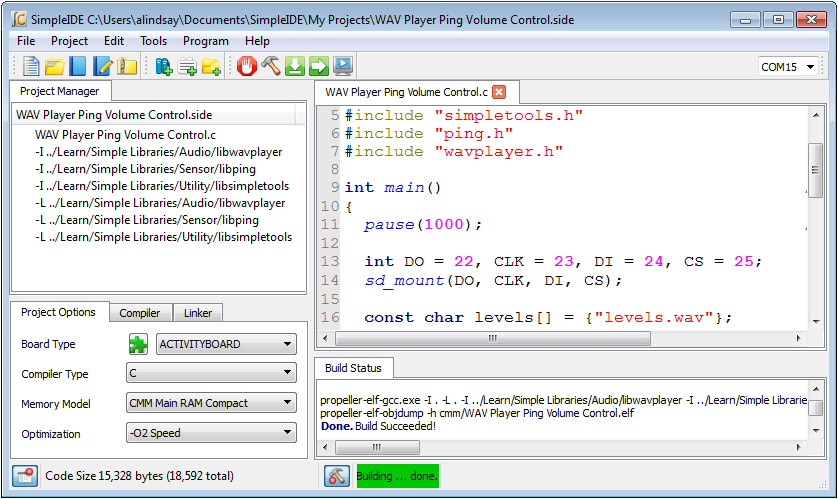 SimpleIDE C:\Users\alindsay\Documents\SimpleIDE\My Projects\WAV Player Ping Volume Control.side
File Project Edit Tools Program Help
COM15
Project Manager
WAV Player Ping Volume Control.side
WAV Player Ping Volume Control.c
-I ../Learn/Simple Libraries/Audio/libwavplayer
-I ../Learn/Simple Libraries/Sensor/libping
-I ../Learn/Simple Libraries/Utility/libsimpletools
-L ../Learn/Simple Libraries/Audio/libwavplayer
-L ../Learn/Simple Libraries/Sensor/libping
-L ../Learn/Simple Libraries/Utility/libsimpletools
WAV Player Ping Volume Control.c
5 #include "simpletools.h"
6 #include "ping.h"
7 #include "wavplayer.h"
8
9 int main()
10 {
11 pause(1000);
12
13 int DO = 22, CLK = 23, DI = 24, CS = 25;
14 sd_mount(DO, CLK, DI, CS);
15
16 const char levels[] = {"levels.wav"};
Project Options Compiler Linker
Board Type ACTIVITYBOARD
Compiler Type C
Memory Model CMM Main RAM Compact
Optimization -O2 Speed
Build Status
propeller-elf-gcc.exe -I . -L . -I ../Learn/Simple Libraries/Audio/libwavplayer -I ../Learn/Simple Librarie
propeller-elf-objdump -h cmm/WAV Player Ping Volume Control.elf
Done. Build Succeeded!
Code Size 15,328 bytes (18,592 total)
Building ... done.